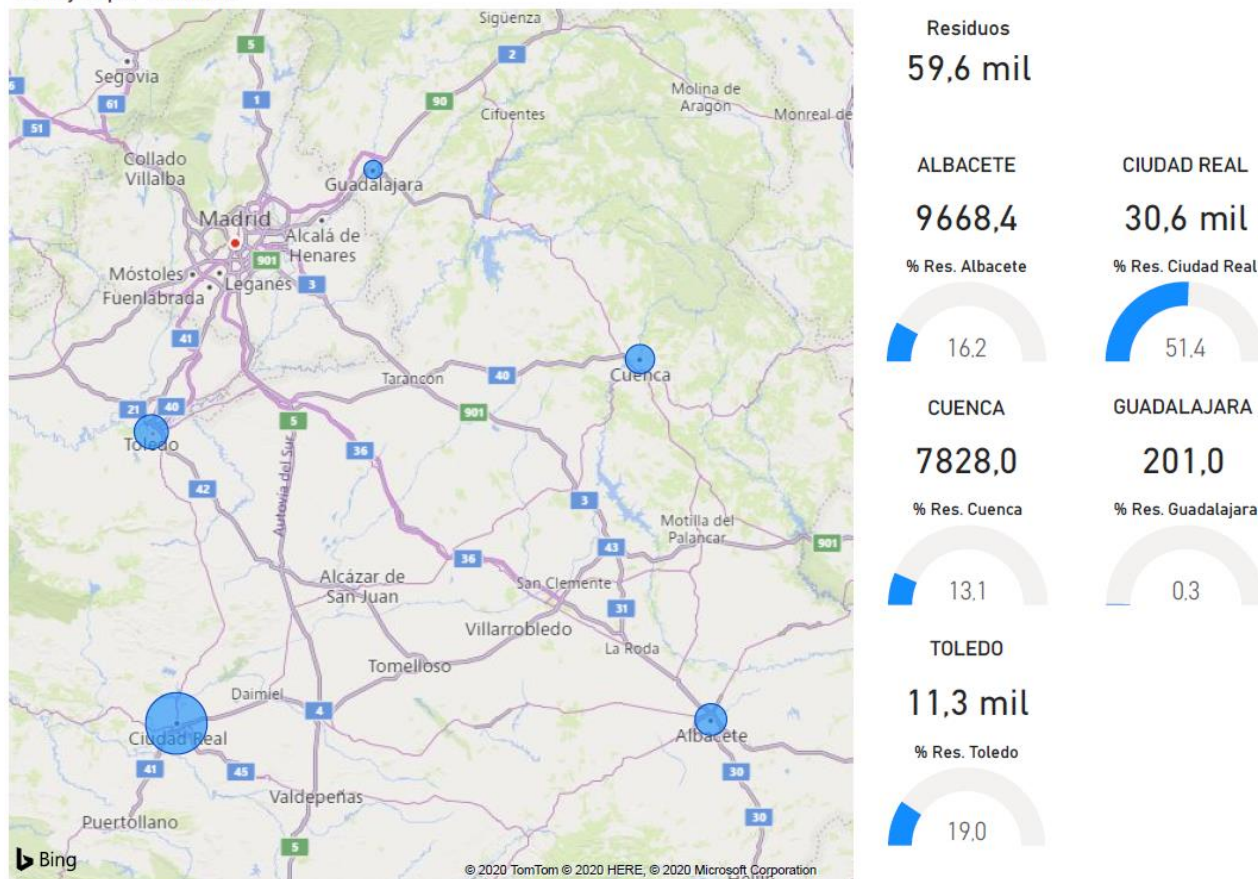 Sigüenza
5
2
Segovia
6
61
1
90
Molina de
Aragón
51
Cifuentes
Monreal de
Collado
Villalba
Guadalajara
Madrid
Alcalá de
Henares
901
Móstoles
Leganés
3
Fuenlabrada
41
Tarancón
40
Cuenca
21
40
901
Toledo
5
36
42
Autovía del Sur
3
Motilla del
Palancar
901
36
43
Alcázar de
San Juan
San Clemente
31
Villarrobledo
La Roda
Tomelloso
Daimiel
4
Ciudad Real
Albacete
41
45
30
Valdepeñas
Puertollano
30
5
Bing
© 2020 TomTom © 2020 HERE, © 2020 Microsoft Corporation
Residuos
59,6 mil
ALBACETE
9668,4
% Res. Albacete
16,2
CIUDAD REAL
30,6 mil
% Res. Ciudad Real
51,4
CUENCA
7828,0
% Res. Cuenca
13,1
GUADALAJARA
201,0
% Res. Guadalajara
0,3
TOLEDO
11,3 mil
% Res. Toledo
19,0